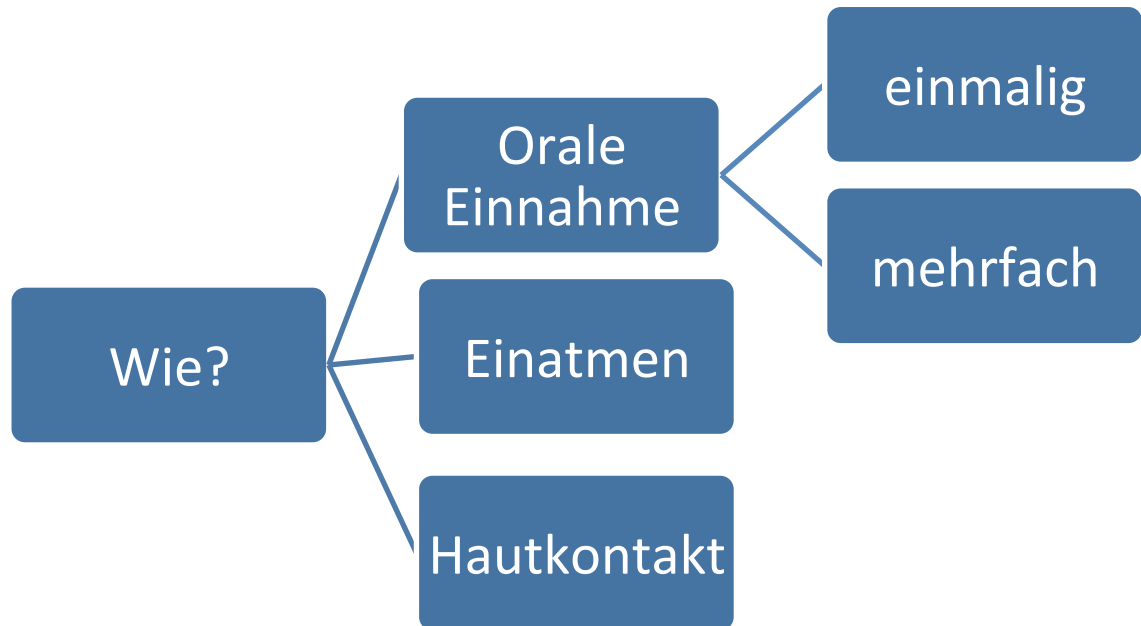 Wie?
Orale
Einnahme
Einatmen
Hautkontakt
einmalig
mehrfach